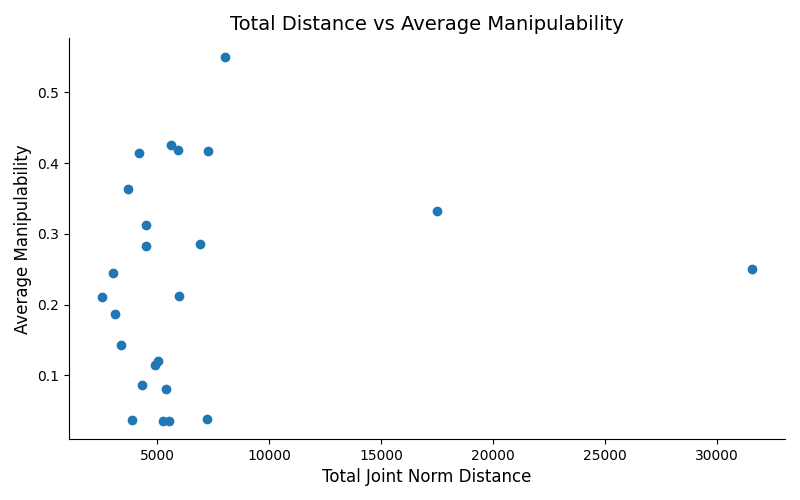 Total Distance vs Average Manipulability
Average Manipulability
0.5
0.4
0.3
0.2
0.1
5000 10000 15000 20000 25000 30000
Total Joint Norm Distance